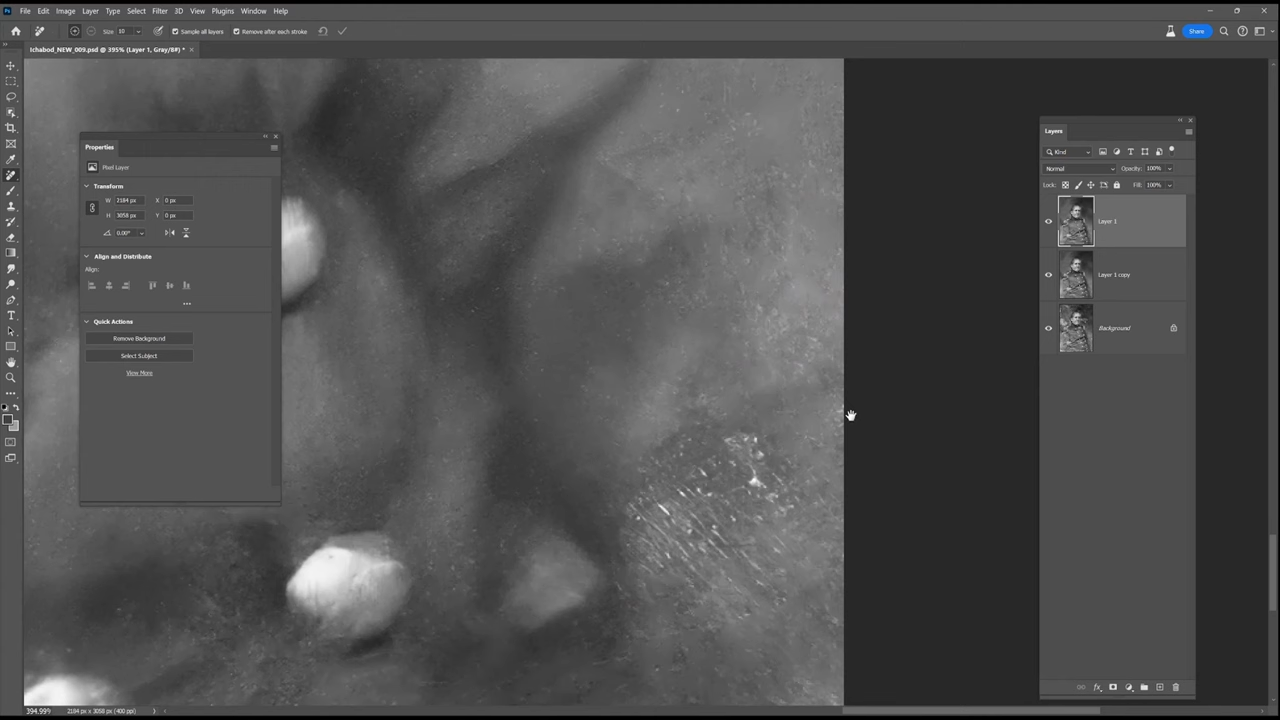 File Edit Image Layer Type Select Filter 3D View Plugins Window Help
Size: 10 Sample all layers Remove after each stroke Share
Ichabod_NEW_009.psd @ 395% (Layer 1, Gray/8#) *
Properties
Pixel Layer
Transform
W 2184 px X 0 px
H 3058 px Y 0 px
0.00°
Align and Distribute
Align:
Quick Actions
Remove Background
Select Subject
View More
Layers
Kind
Normal Opacity: 100%
Lock: Fill: 100%
Layer 1
Layer 1 copy
Background
394.99% 2184 px x 3058 px (400 ppi)